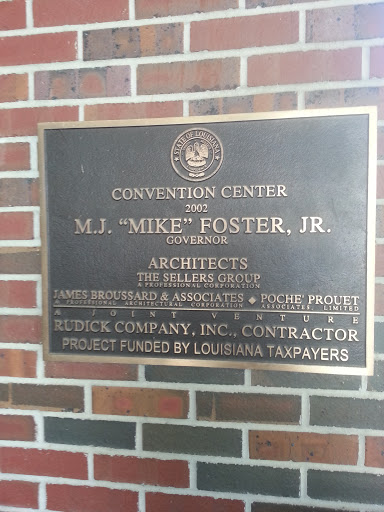 STATE OF LOUISIANA
CONVENTION CENTER
2002
M.J. "MIKE" FOSTER, JR.
GOVERNOR
ARCHITECTS
THE SELLERS GROUP
A PROFESSIONAL CORPORATION
JAMES BROUSSARD & ASSOCIATES ◆ POCHE' PROUET
A PROFESSIONAL ARCHITECTURAL CORPORATION ASSOCIATES, LIMITED
A JOINT VENTURE
RUDICK COMPANY, INC., CONTRACTOR
PROJECT FUNDED BY LOUISIANA TAXPAYERS